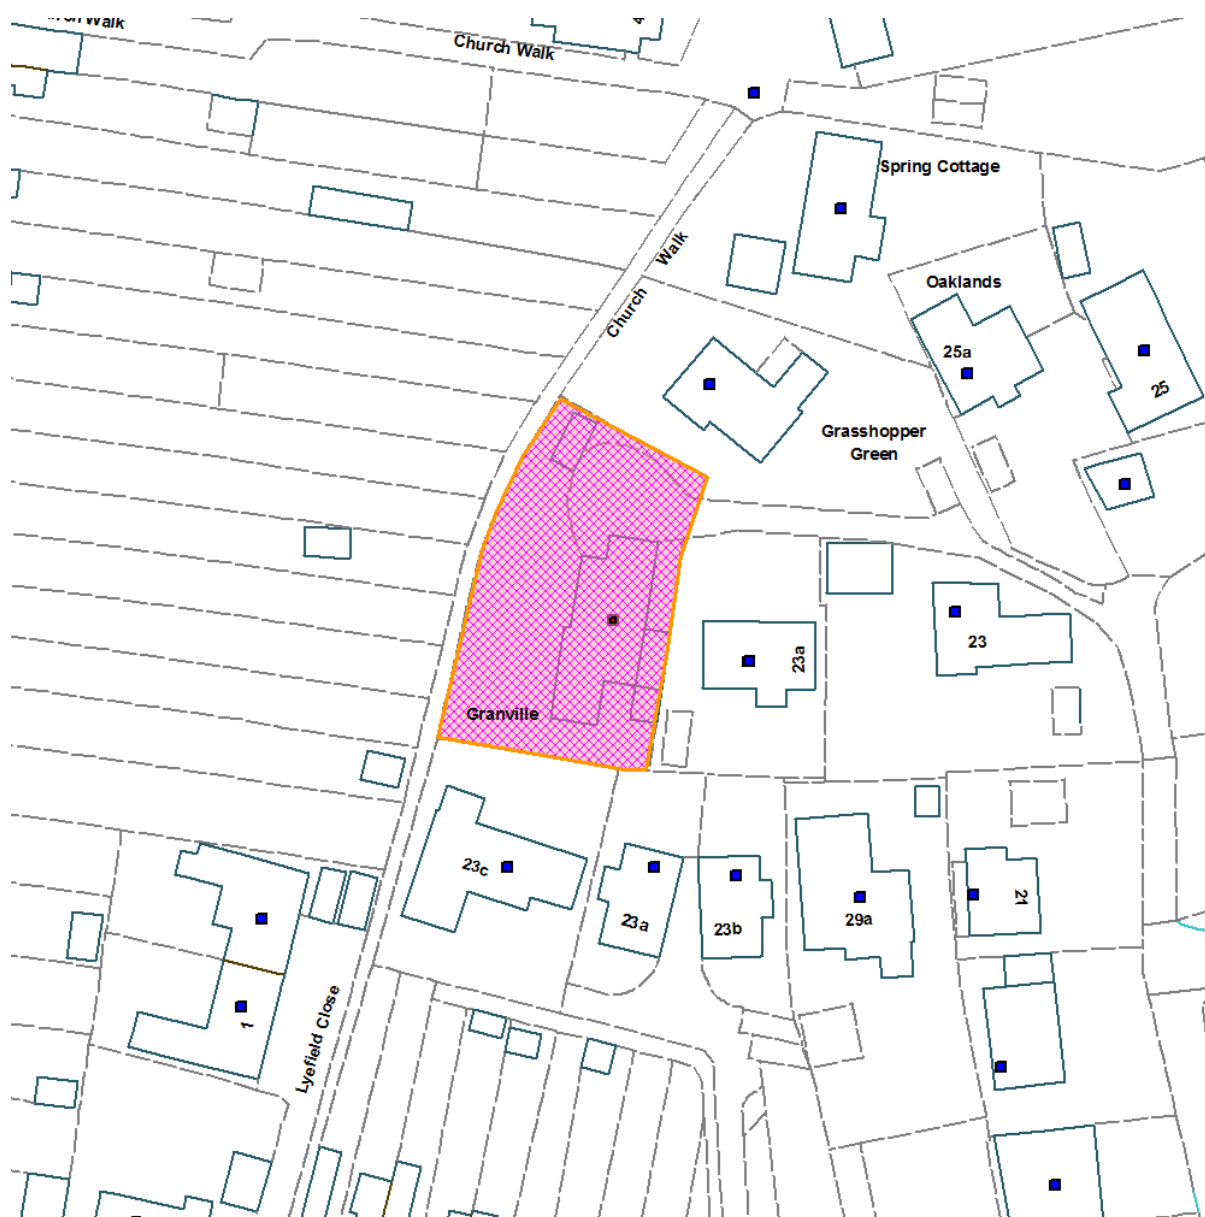 Walk
Church Walk
Spring Cottage
Church Walk
Oaklands
25a
25
Grasshopper
Green
23a
23
Granville
23c
23a
23b
29a
21
1
Lyefield Close